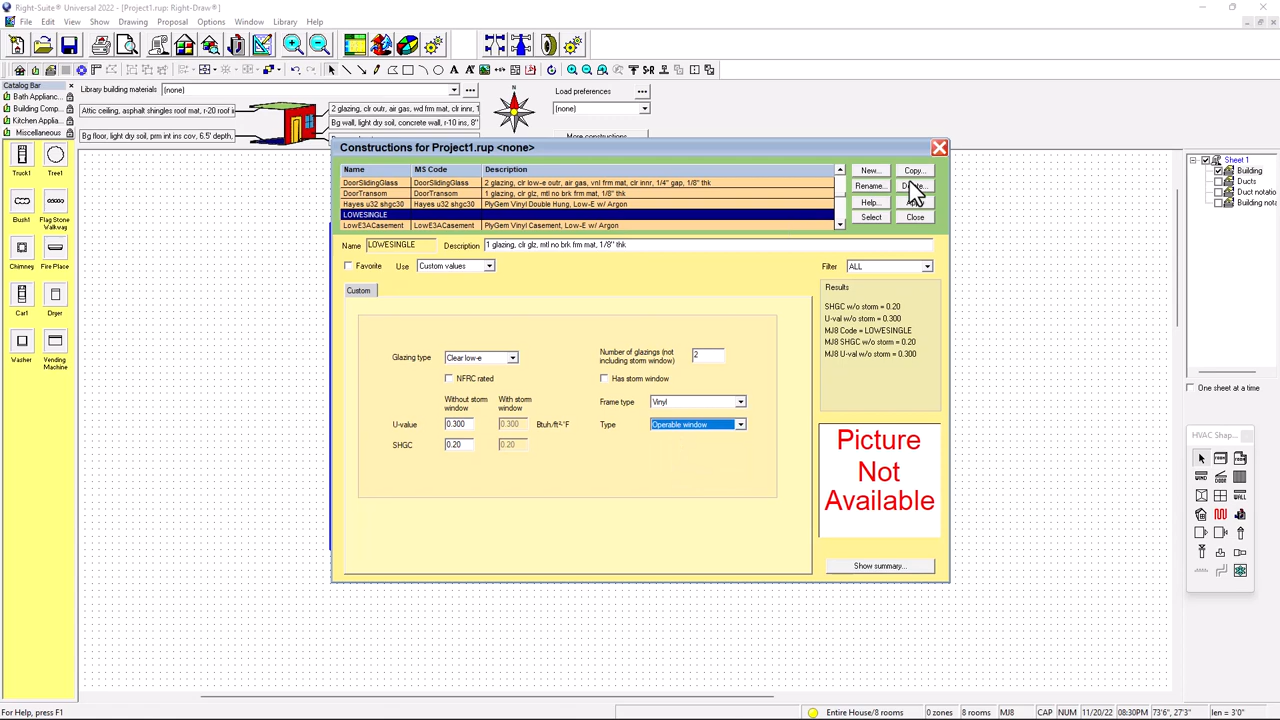 Right-Suite® Universal 2022 - [Project1.rup: Right-Draw®]
File Edit View Show Drawing Proposal Options Window Library Help
Catalog Bar
Library building materials (none)
Load preferences
N
Bath Applianc...
Building Comp...
Kitchen Applia...
Miscellaneous
Attic ceiling, asphalt shingles roof mat, r-20 roof i
2 glazing, clr outr, air gas, wd frm mat, clr innr, 1
(none)
Bg wall, light dry soil, concrete wall, r-10 ins, 8"
Bg floor, light dry soil, prm int ins cov, 6.5' depth,
More constructions
Constructions for Project1.rup <none>
Name MS Code Description
New... Copy...
DoorSlidingGlass DoorSlidingGlass 2 glazing, clr low-e outr, air gas, vnl frm mat, clr innr, 1/4" gap, 1/8" thk
DoorTransom DoorTransom 1 glazing, clr glz, mtl no brk frm mat, 1/8" thk
Rename...
Hayes u32 shgc30 Hayes u32 shgc30 PlyGem Vinyl Double Hung, Low-E w/ Argon
Help...
LOWESINGLE
Select Close
LowE3ACasement LowE3ACasement PlyGem Vinyl Casement, Low-E w/ Argon
Name LOWESINGLE Description 1 glazing, clr glz, mtl no brk frm mat, 1/8" thk
Favorite Use Custom values Filter ALL
Custom
Results
SHGC w/o storm = 0.20
U-val w/o storm = 0.300
MJ8 Code = LOWESINGLE
MJ8 SHGC w/o storm = 0.20
MJ8 U-val w/o storm = 0.300
Glazing type Clear low-e
Number of glazings (not including storm window) 2
NFRC rated
Has storm window
Without storm window With storm window
Frame type Vinyl
U-value 0.300 0.300 Btuh/ft²·°F
Type Operable window
SHGC 0.20 0.20
Picture
Not
Available
Show summary...
Truck1 Tree1
Bush1 Flag Stone Walkway
Chimney Fire Place
Car1 Dryer
Washer Vending Machine
Sheet 1
Building
Ducts
Duct notatio
Building nota
One sheet at a time
HVAC Shap...
For Help, press F1
Entire House/8 rooms 0 zones 8 rooms MJ8 CAP NUM 11/20/22 08:30PM 73'6", 27'3" len = 3'0"